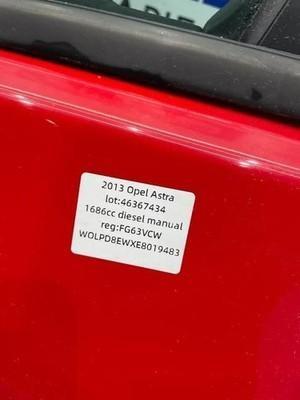 2013 Opel Astra
lot:46367434
1686cc diesel manual
reg:FG63VCW
WOLPD8EWXE8019483